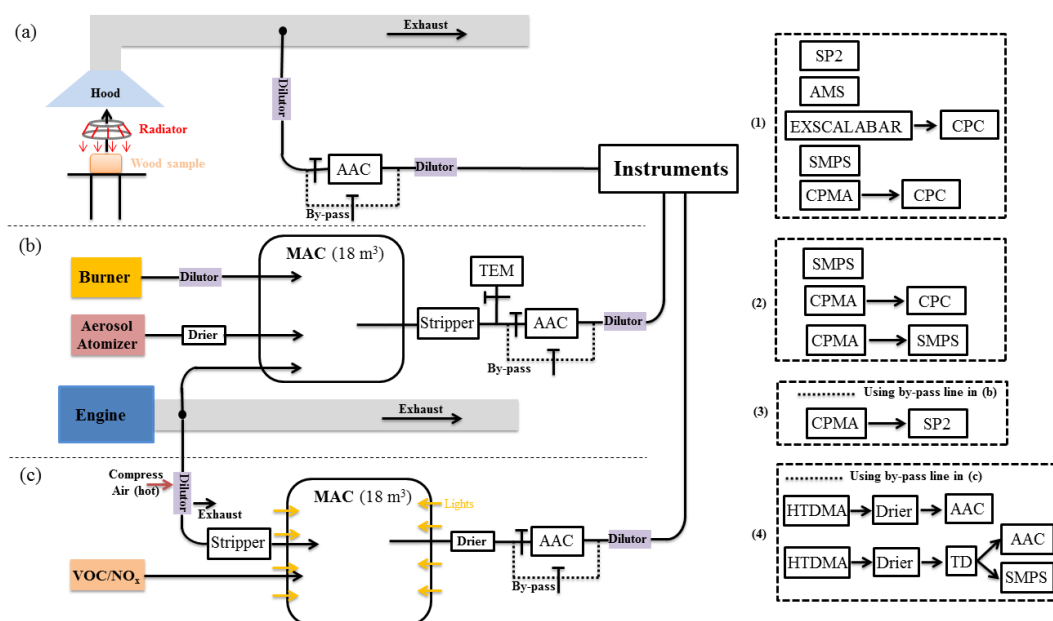 (a)
Exhaust
Hood
Dilutor
Radiator
Wood sample
AAC
Dilutor
By-pass
Instruments
(b)
MAC (18 m³)
Burner
Dilutor
Aerosol
Atomizer
Drier
TEM
Stripper
AAC
Dilutor
By-pass
Engine
Exhaust
(c)
Compress
Air (hot)
Dilutor
Exhaust
Stripper
VOC/NOx
MAC (18 m³)
Lights
Drier
AAC
Dilutor
By-pass
(1)
SP2
AMS
EXSCALABAR
CPC
SMPS
CPMA
CPC
(2)
SMPS
CPMA
CPC
CPMA
SMPS
(3)
Using by-pass line in (b)
CPMA
SP2
(4)
Using by-pass line in (c)
HTDMA
Drier
AAC
HTDMA
Drier
TD
AAC
SMPS